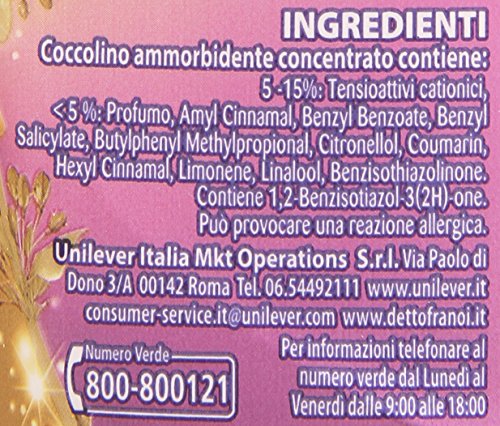 INGREDIENTI
Coccolino ammorbidente concentrato contiene:
5 -15%: Tensioattivi cationici,
<5 %: Profumo, Amyl Cinnamal, Benzyl Benzoate, Benzyl
Salicylate, Butylphenyl Methylpropional, Citronellol, Coumarin,
Hexyl Cinnamal, Limonene, Linalool, Benzisothiazolinone.
Contiene 1,2-Benzisotiazol-3(2H)-one.
Può provocare una reazione allergica.
Unilever Italia Mkt Operations S.r.l. Via Paolo di
Dono 3/A 00142 Roma Tel. 06.54492111 www.unilever.it
consumer-service.it@unilever.com www.dettofranoi.it
Numero Verde
800-800121
Per informazioni telefonare al
numero verde dal Lunedì al
Venerdì dalle 9:00 alle 18:00